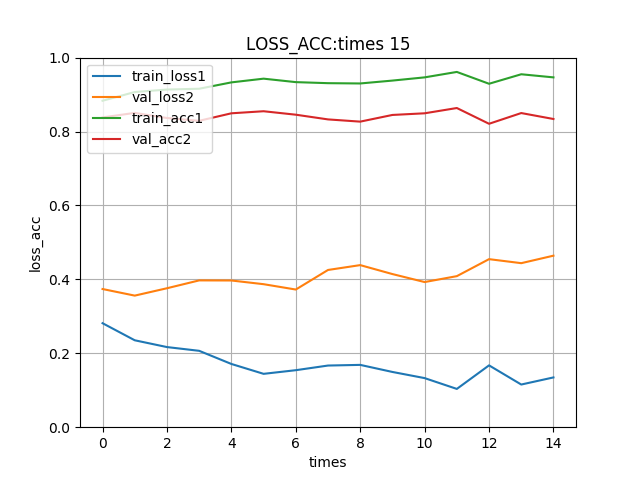 LOSS_ACC:times 15
train_loss1
val_loss2
train_acc1
val_acc2
1.0
0.8
0.6
0.4
0.2
0.0
loss_acc
0 2 4 6 8 10 12 14
times